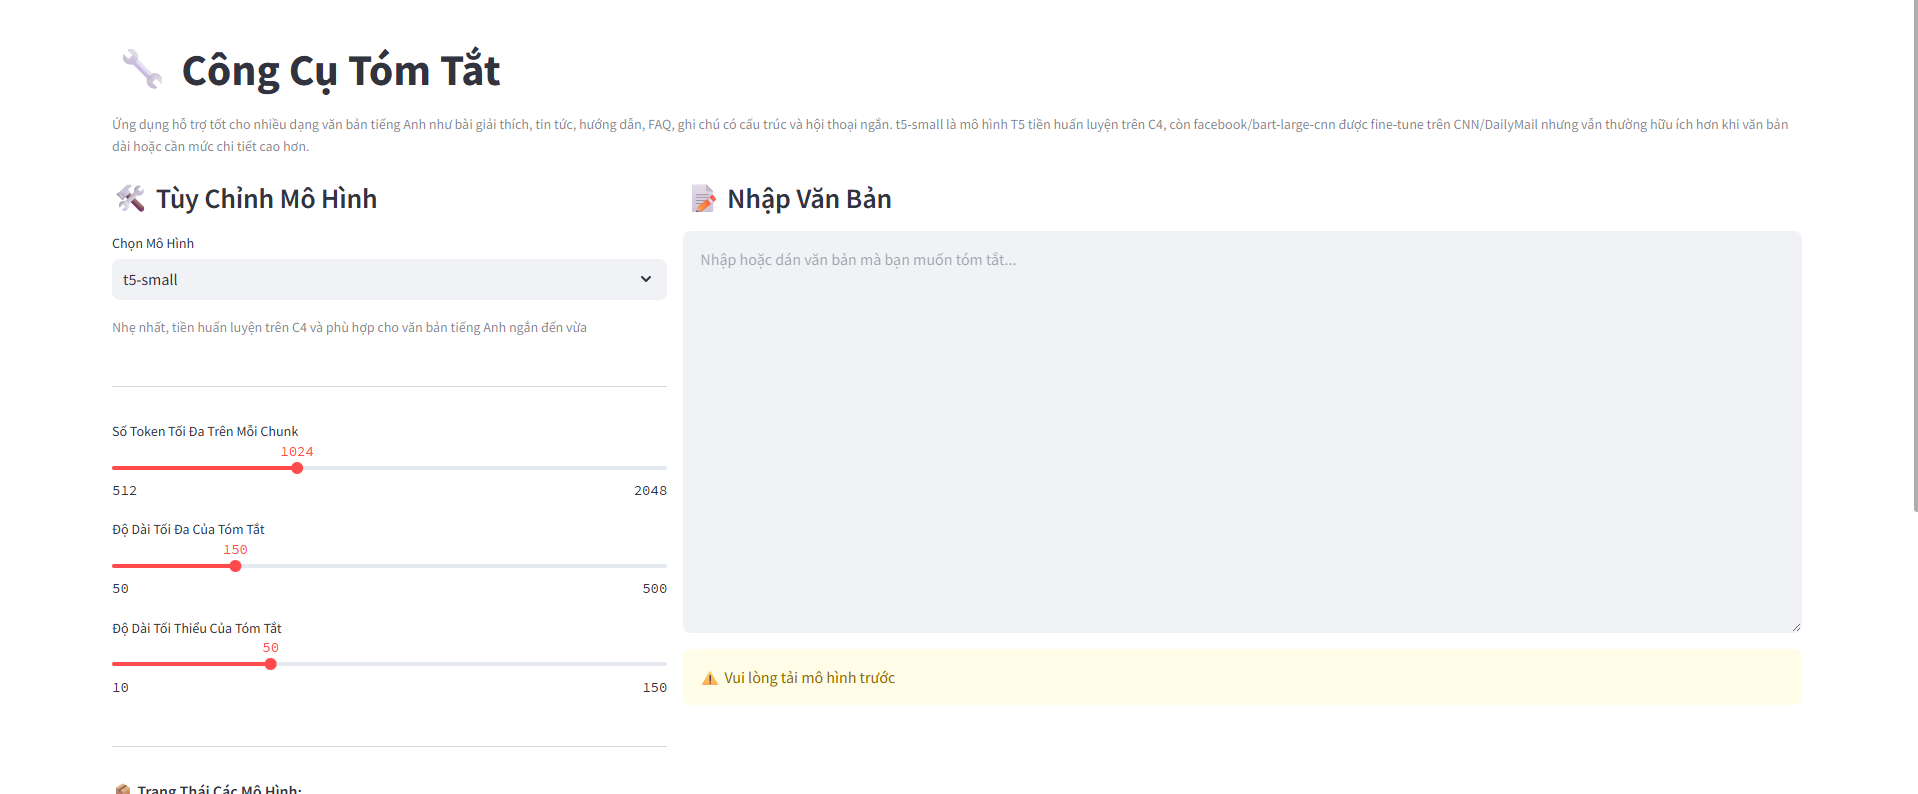 Công Cụ Tóm Tắt
Ứng dụng hỗ trợ tốt cho nhiều dạng văn bản tiếng Anh như bài giải thích, tin tức, hướng dẫn, FAQ, ghi chú có cấu trúc và hội thoại ngắn. t5-small là mô hình T5 tiền huấn luyện trên C4, còn facebook/bart-large-cnn được fine-tune trên CNN/DailyMail nhưng vẫn thường hữu ích hơn khi văn bản
dài hoặc cần mức chi tiết cao hơn.
Tùy Chỉnh Mô Hình
Chọn Mô Hình
t5-small
Nhẹ nhất, tiền huấn luyện trên C4 và phù hợp cho văn bản tiếng Anh ngắn đến vừa
Số Token Tối Đa Trên Mỗi Chunk
1024
512 2048
Độ Dài Tối Đa Của Tóm Tắt
150
50 500
Độ Dài Tối Thiểu Của Tóm Tắt
50
10 150
Trạng Thái Các Mô Hình:
Nhập Văn Bản
Nhập hoặc dán văn bản mà bạn muốn tóm tắt...
Vui lòng tải mô hình trước